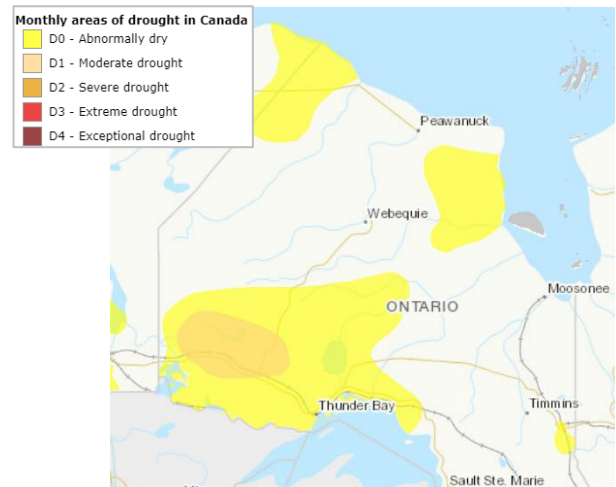 Monthly areas of drought in Canada
D0 - Abnormally dry
D1 - Moderate drought
D2 - Severe drought
D3 - Extreme drought
D4 - Exceptional drought
Peawanuck
Webequie
Moosonee
ONTARIO
Thunder Bay
Timmins
Sault Ste. Marie